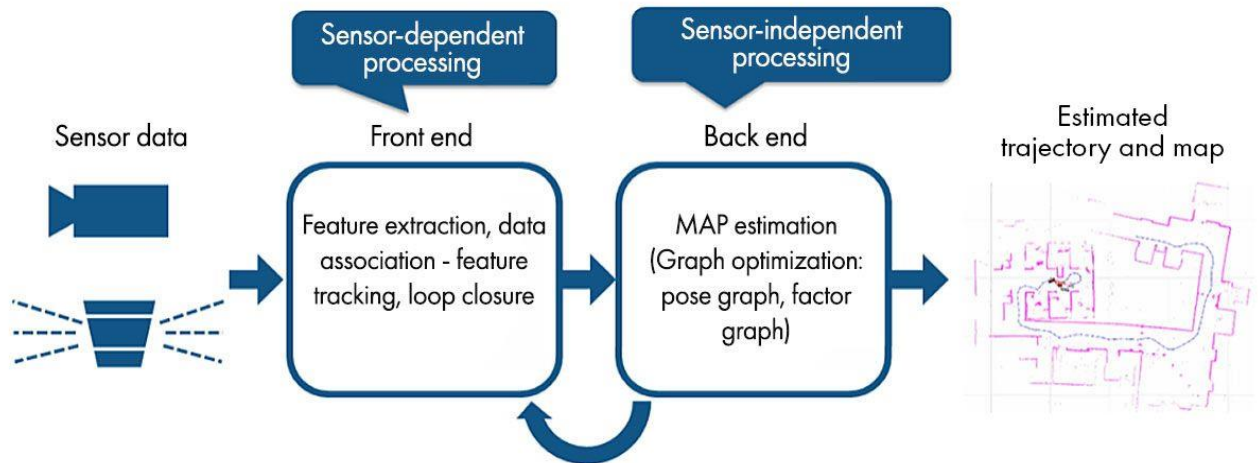 Sensor-dependent
processing
Sensor-independent
processing
Sensor data
Front end
Back end
Estimated
trajectory and map
Feature extraction, data
association - feature
tracking, loop closure
MAP estimation
(Graph optimization:
pose graph, factor
graph)